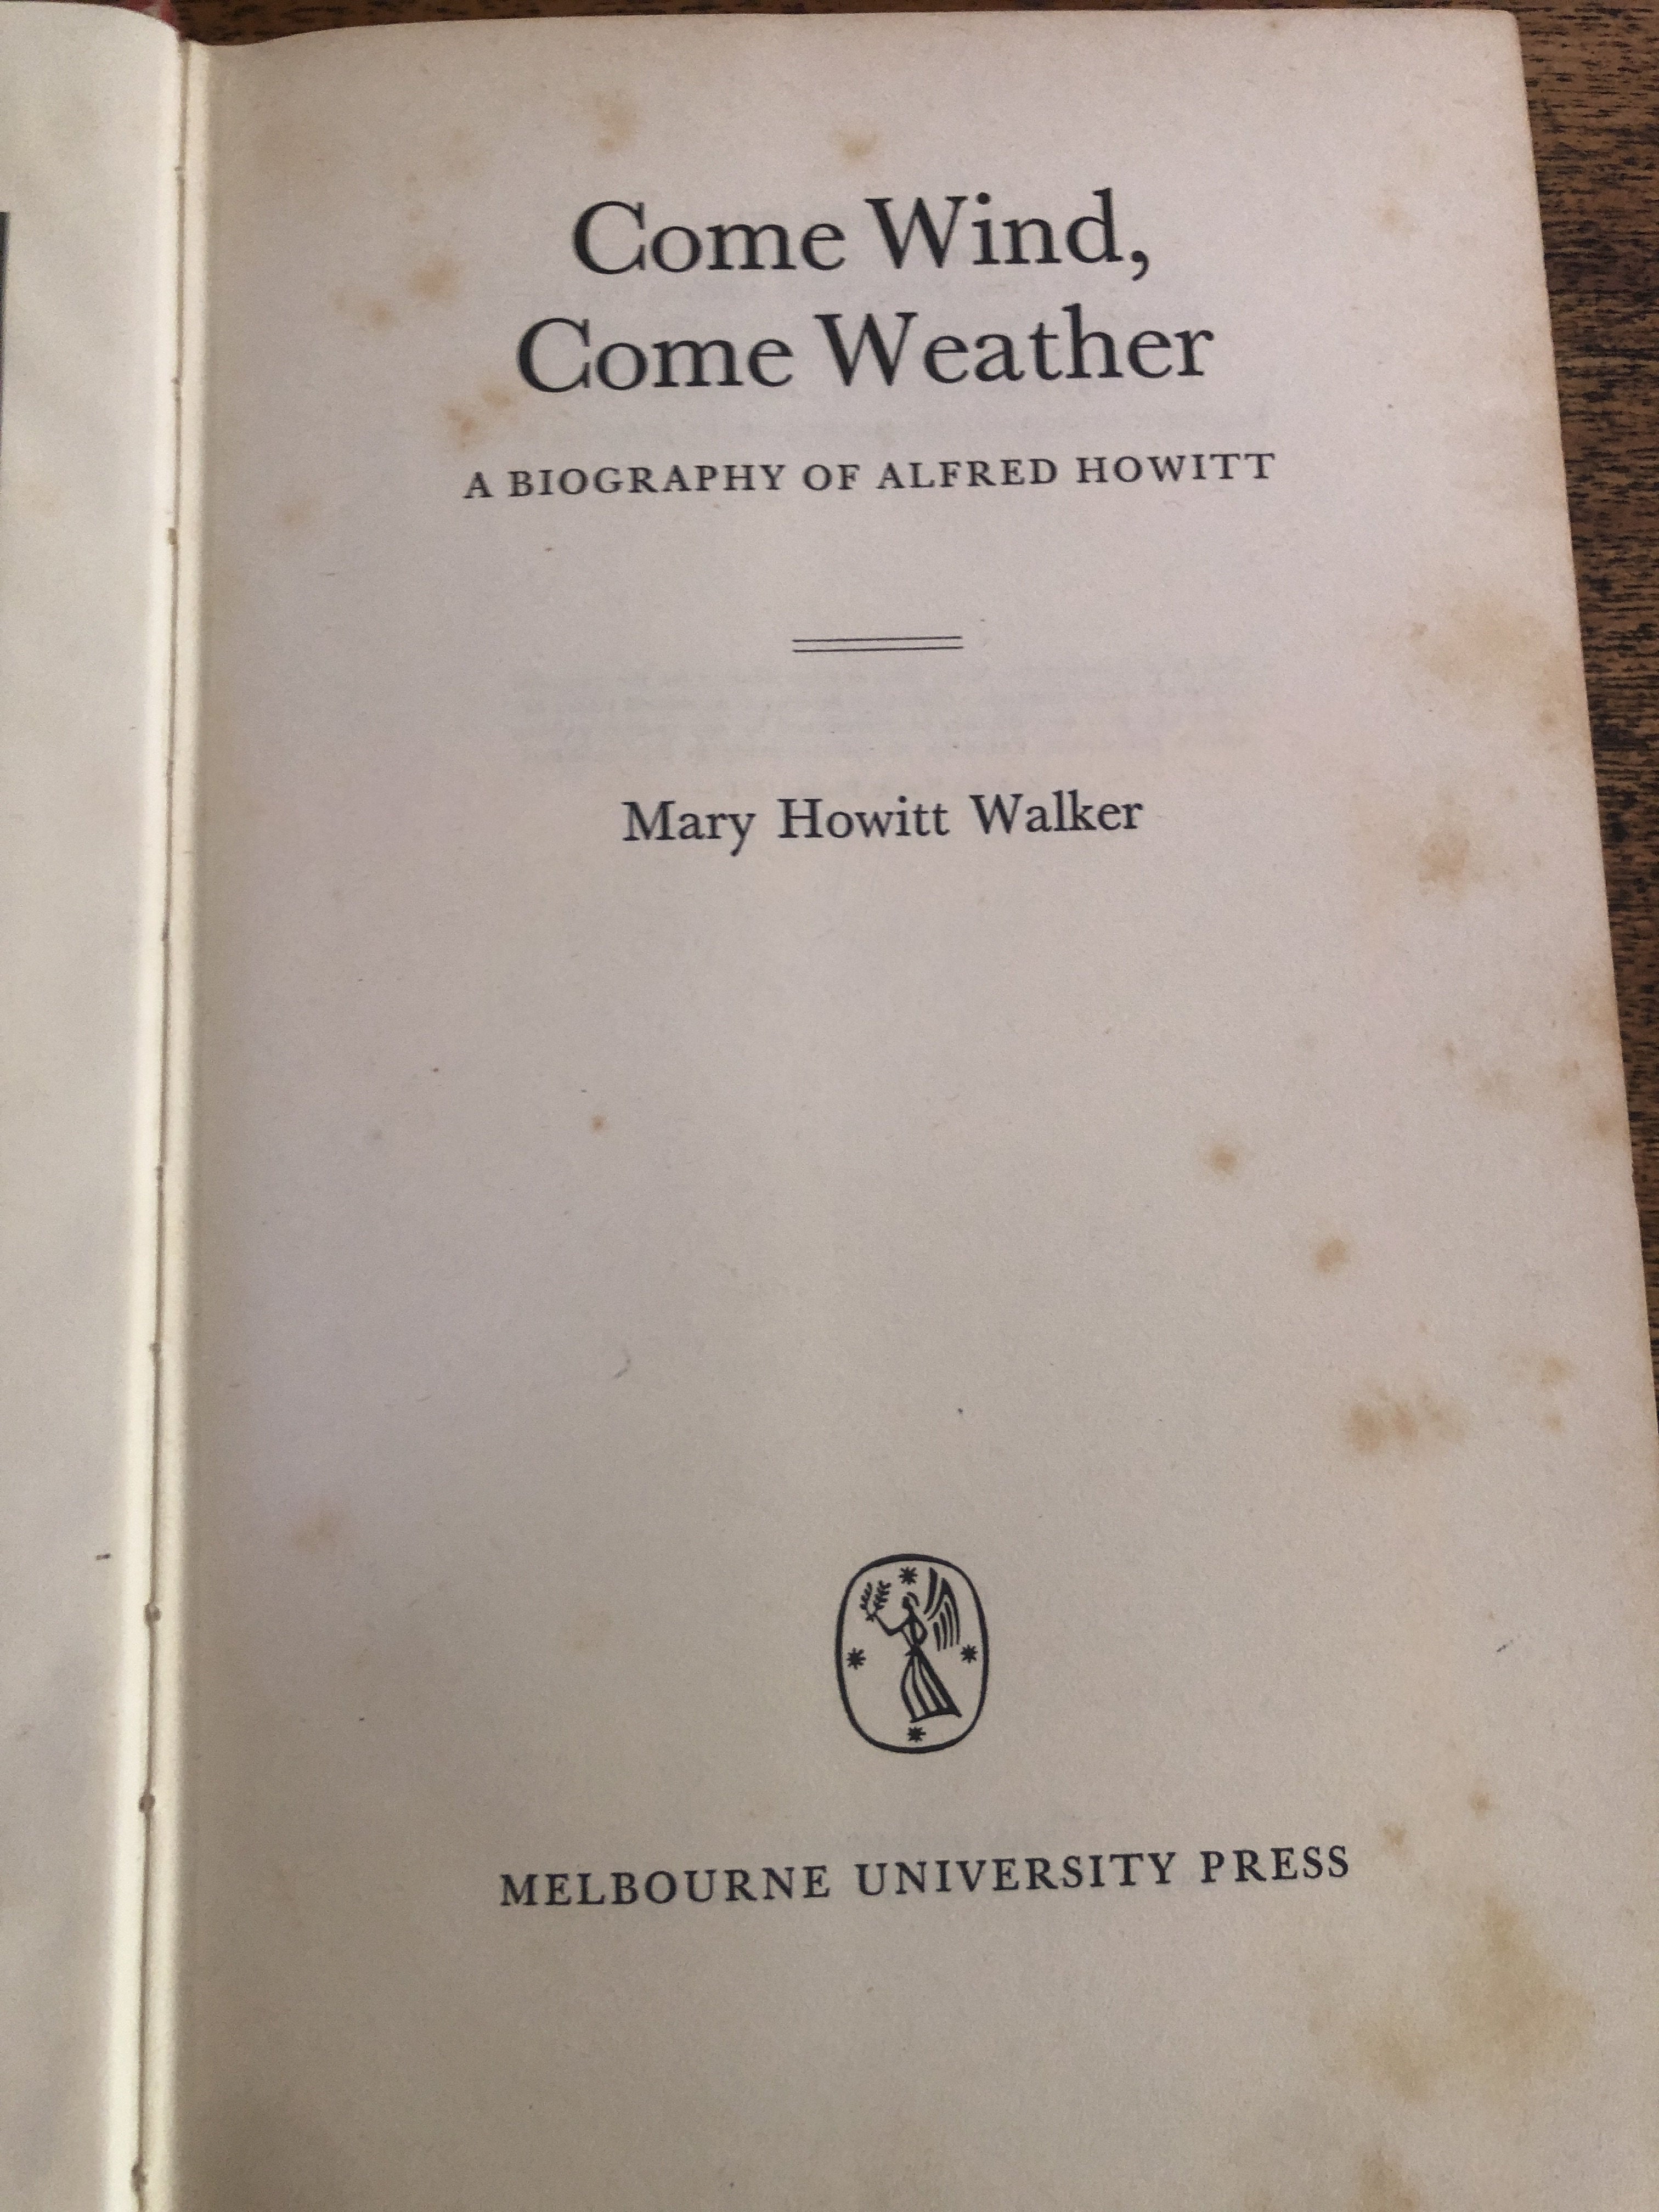 Come Wind,
Come Weather
A BIOGRAPHY OF ALFRED HOWITT
Mary Howitt Walker
MELBOURNE UNIVERSITY PRESS